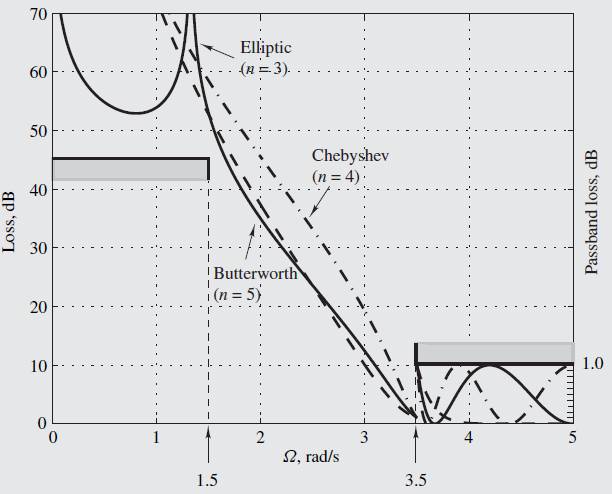 70
60
50
40
30
20
10
0
Loss, dB
Elliptic
(n = 3)
Chebyshev
(n = 4)
Butterworth
(n = 5)
Passband loss, dB
1.0
0
1
2
3
4
5
Ω, rad/s
1.5
3.5